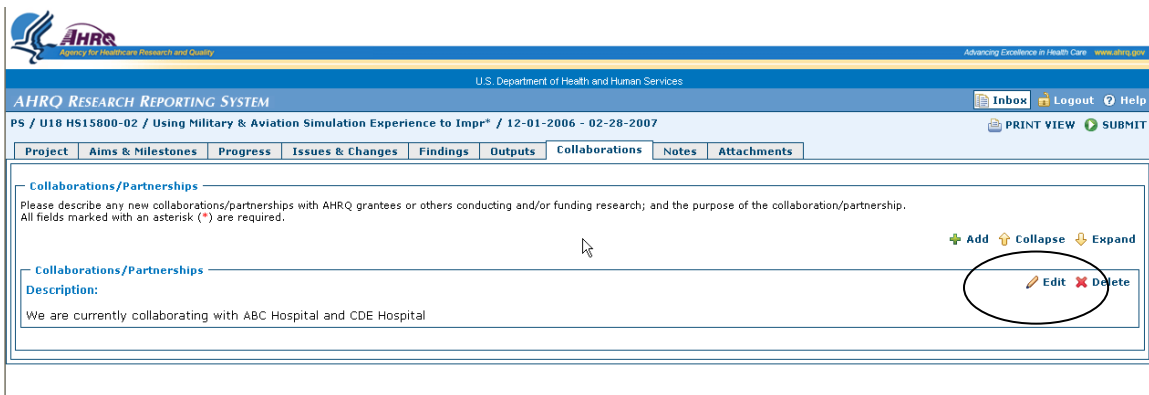 AHRQ
Agency for Healthcare Research and Quality
Advancing Excellence in Health Care www.ahrq.gov
U.S. Department of Health and Human Services
AHRQ RESEARCH REPORTING SYSTEM
Inbox Logout ? Help
PS / U18 HS15800-02 / Using Military & Aviation Simulation Experience to Impr* / 12-01-2006 - 02-28-2007
PRINT VIEW SUBMIT
Project Aims & Milestones Progress Issues & Changes Findings Outputs Collaborations Notes Attachments
Collaborations/Partnerships
Please describe any new collaborations/partnerships with AHRQ grantees or others conducting and/or funding research; and the purpose of the collaboration/partnership.
All fields marked with an asterisk (*) are required.
Add Collapse Expand
Collaborations/Partnerships
Edit Delete
Description:
We are currently collaborating with ABC Hospital and CDE Hospital